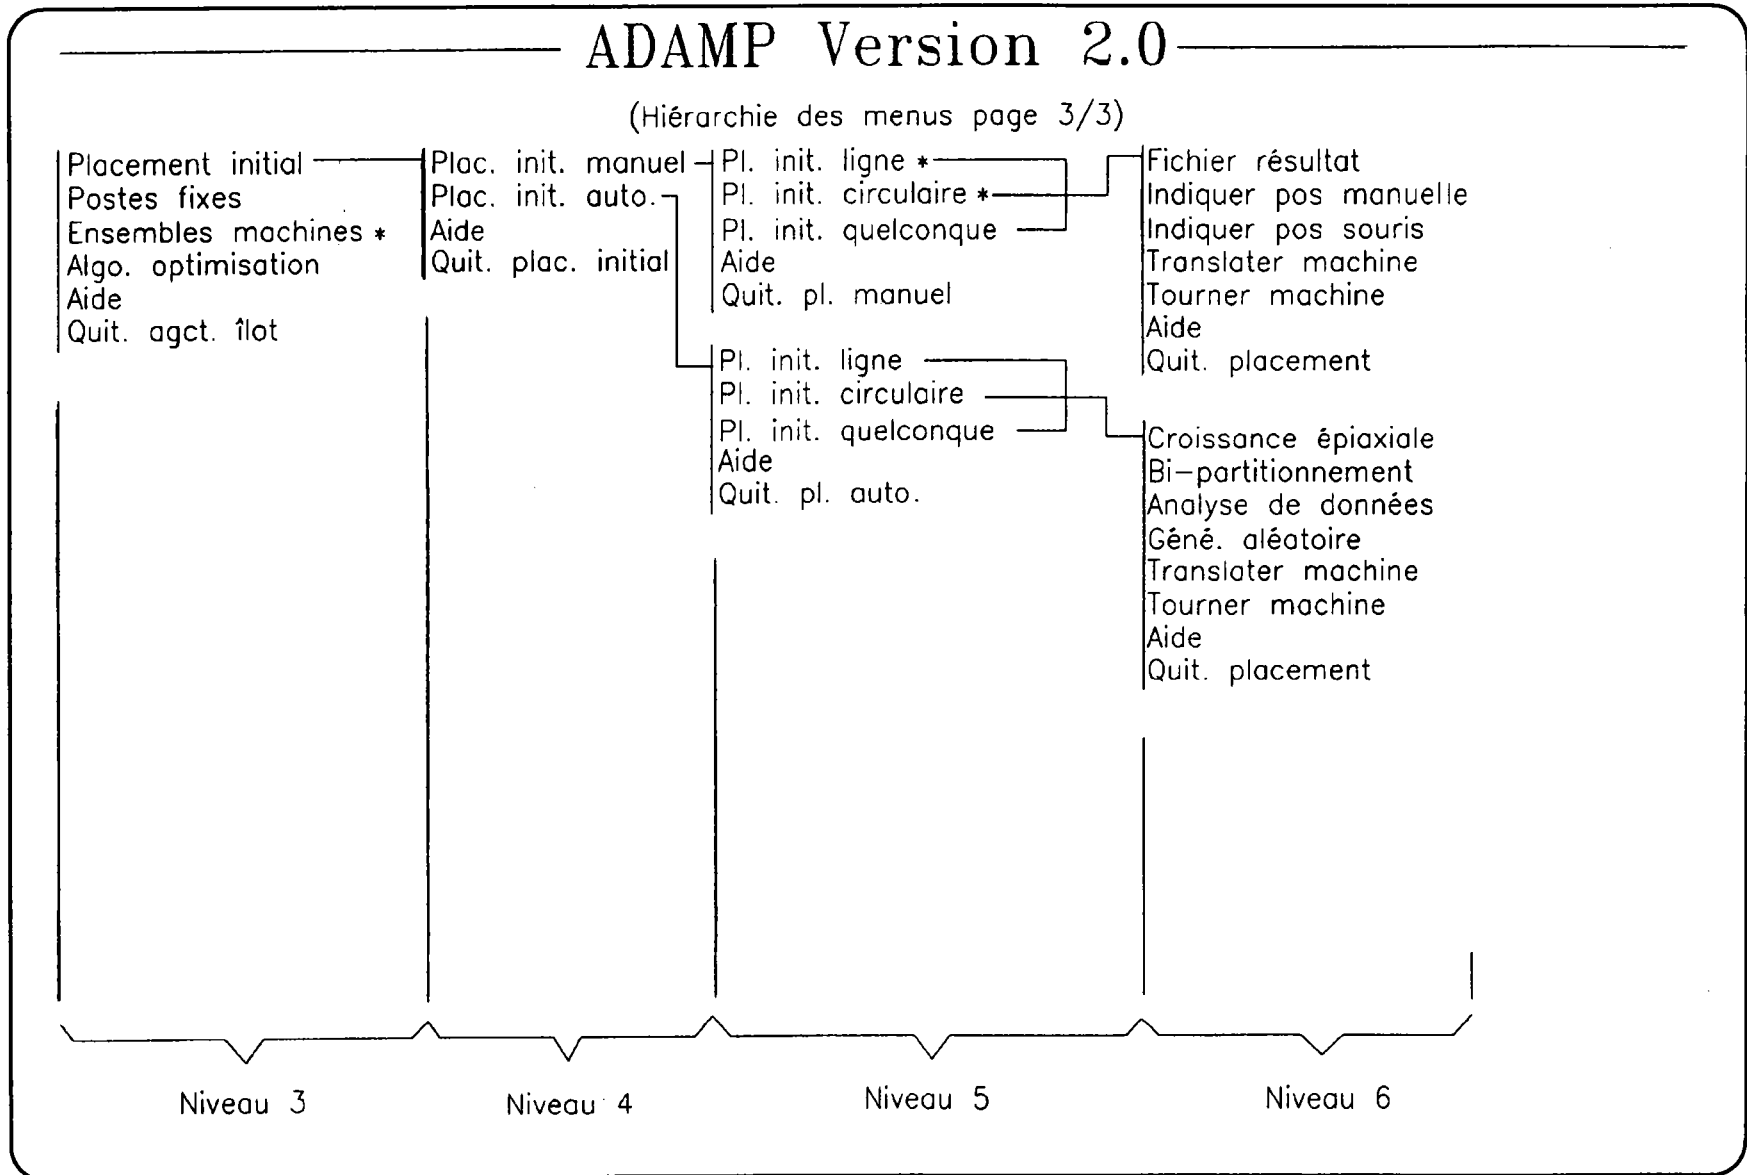 ADAMP Version 2.0
(Hiérarchie des menus page 3/3)
Placement initial
Postes fixes
Ensembles machines *
Algo. optimisation
Aide
Quit. agct. îlot
Plac. init. manuel
Plac. init. auto.
Aide
Quit. plac. initial
Pl. init. ligne *
Pl. init. circulaire *
Pl. init. quelconque
Aide
Quit. pl. manuel
Pl. init. ligne
Pl. init. circulaire
Pl. init. quelconque
Aide
Quit. pl. auto.
Fichier résultat
Indiquer pos manuelle
Indiquer pos souris
Translater machine
Tourner machine
Aide
Quit. placement
Croissance épiaxiale
Bi-partitionnement
Analyse de données
Géné. aléatoire
Translater machine
Tourner machine
Aide
Quit. placement
Niveau 3
Niveau 4
Niveau 5
Niveau 6